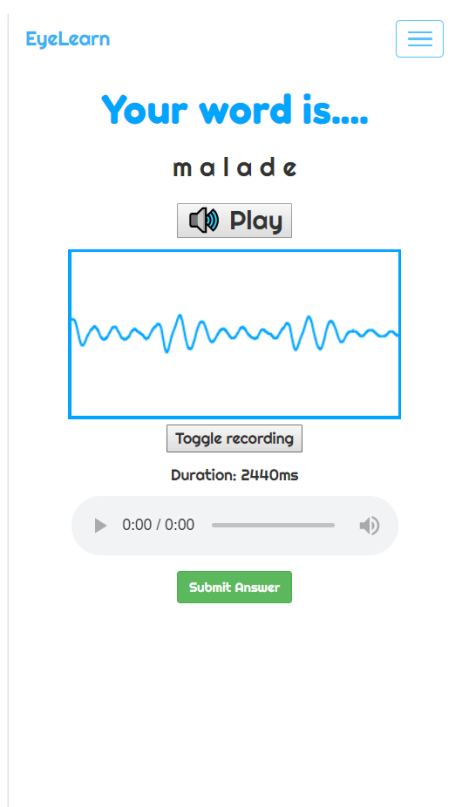 EyeLearn
Your word is....
m a l a d e
Play
Toggle recording
Duration: 2440ms
0:00 / 0:00
Submit Answer